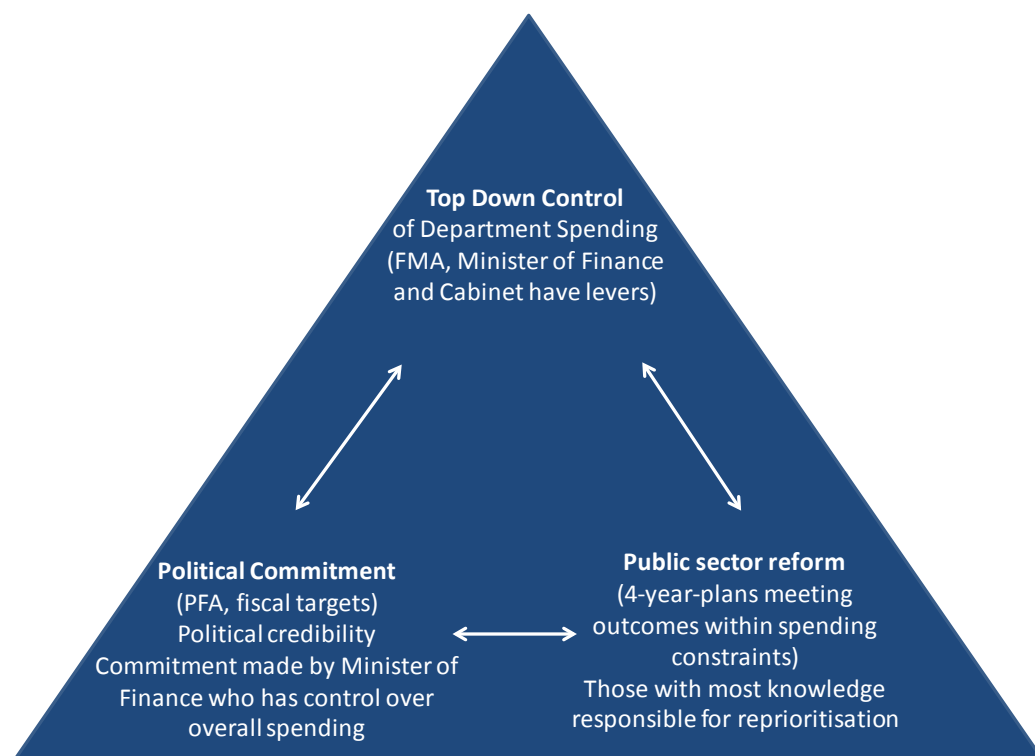 Top Down Control
of Department Spending
(FMA, Minister of Finance
and Cabinet have levers)
Political Commitment
(PFA, fiscal targets)
Political credibility
Commitment made by Minister of
Finance who has control over
overall spending
Public sector reform
(4-year-plans meeting
outcomes within spending
constraints)
Those with most knowledge
responsible for reprioritisation